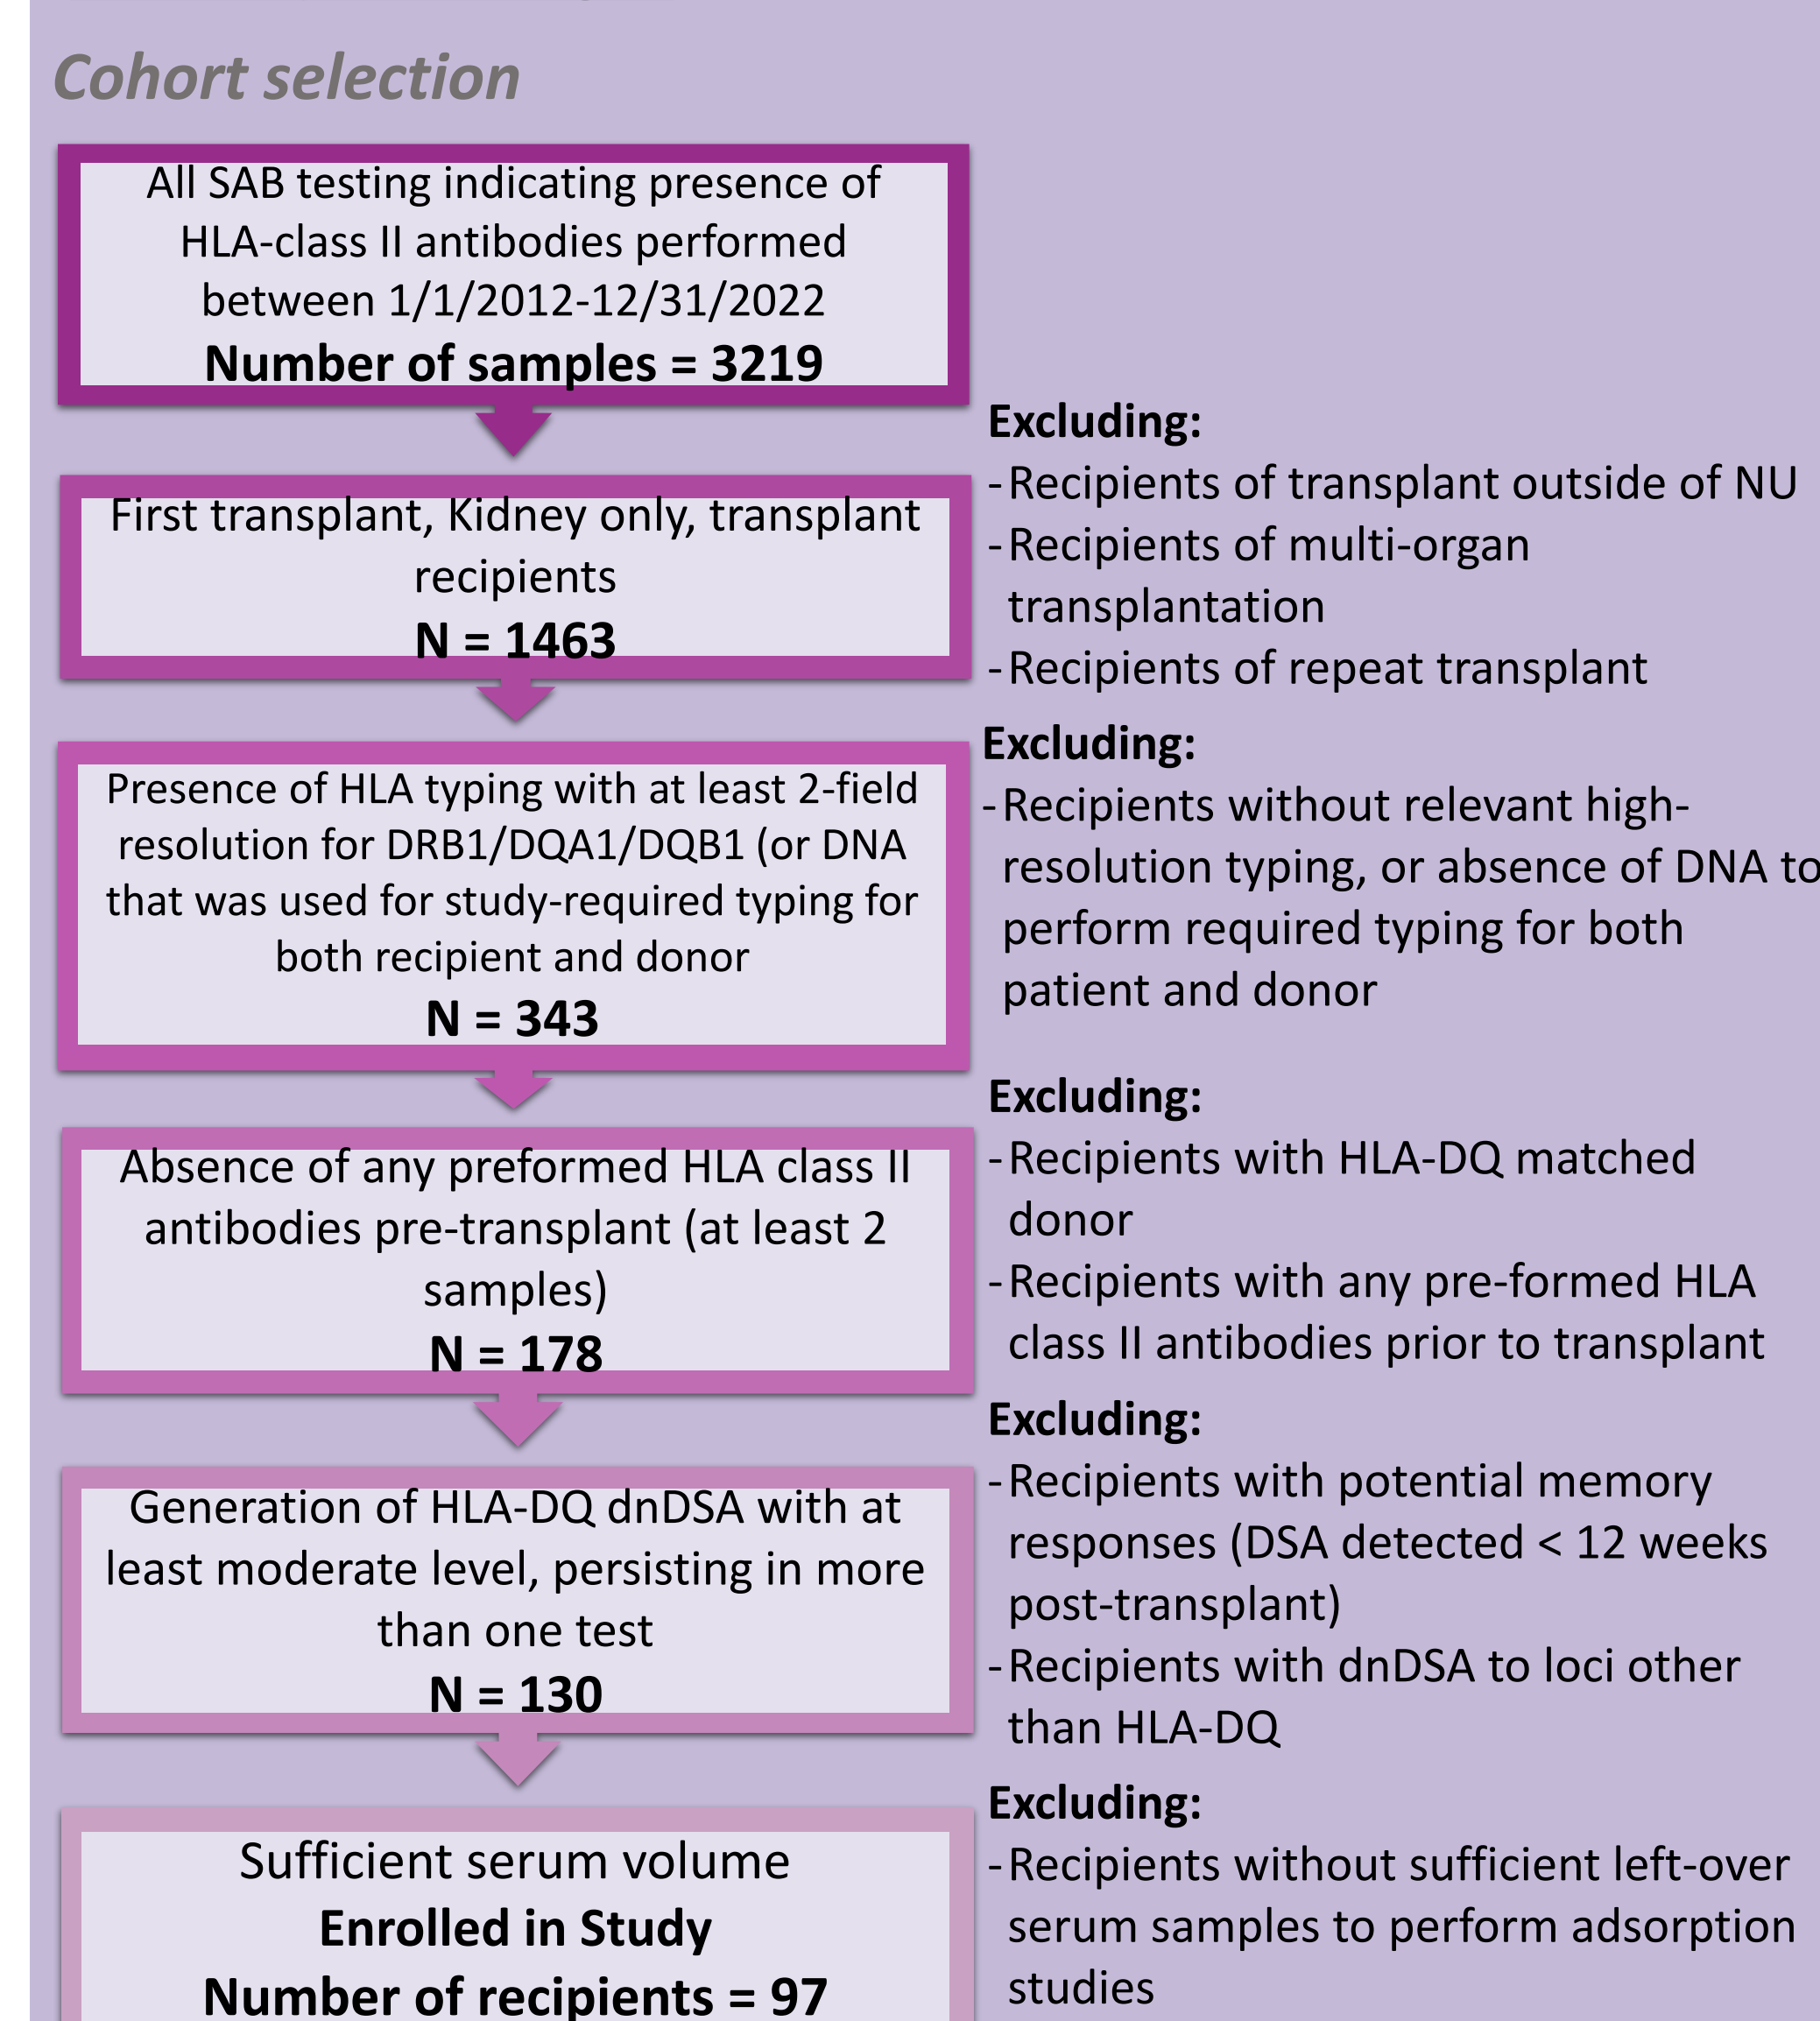 Cohort selection
All SAB testing indicating presence of
HLA-class II antibodies performed
between 1/1/2012-12/31/2022
Number of samples = 3219
Excluding:
-Recipients of transplant outside of NU
-Recipients of multi-organ
transplantation
-Recipients of repeat transplant
First transplant, Kidney only, transplant
recipients
N = 1463
Excluding:
-Recipients without relevant high-
resolution typing, or absence of DNA to
perform required typing for both
patient and donor
Presence of HLA typing with at least 2-field
resolution for DRB1/DQA1/DQB1 (or DNA
that was used for study-required typing for
both recipient and donor
N = 343
Excluding:
-Recipients with HLA-DQ matched
donor
-Recipients with any pre-formed HLA
class II antibodies prior to transplant
Absence of any preformed HLA class II
antibodies pre-transplant (at least 2
samples)
N = 178
Excluding:
-Recipients with potential memory
responses (DSA detected < 12 weeks
post-transplant)
-Recipients with dnDSA to loci other
than HLA-DQ
Generation of HLA-DQ dnDSA with at
least moderate level, persisting in more
than one test
N = 130
Excluding:
-Recipients without sufficient left-over
serum samples to perform adsorption
studies
Sufficient serum volume
Enrolled in Study
Number of recipients = 97